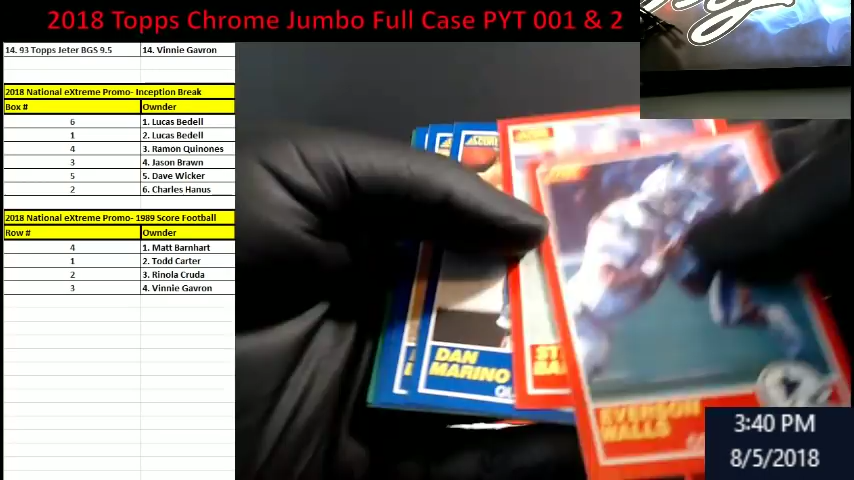 2018 Topps Chrome Jumbo Full Case PYT 001 & 2
14. 93 Topps Jeter BGS 9.5 14. Vinnie Gavron
2018 National eXtreme Promo- Inception Break
Box # Ownder
6 1. Lucas Bedell
1 2. Lucas Bedell
4 3. Ramon Quinones
3 4. Jason Brawn
5 5. Dave Wicker
2 6. Charles Hanus
2018 National eXtreme Promo- 1989 Score Football
Row # Ownder
4 1. Matt Barnhart
1 2. Todd Carter
2 3. Rinola Cruda
3 4. Vinnie Gavron
DAN
MARINO
EVERSON
WALLS
3:40 PM
8/5/2018